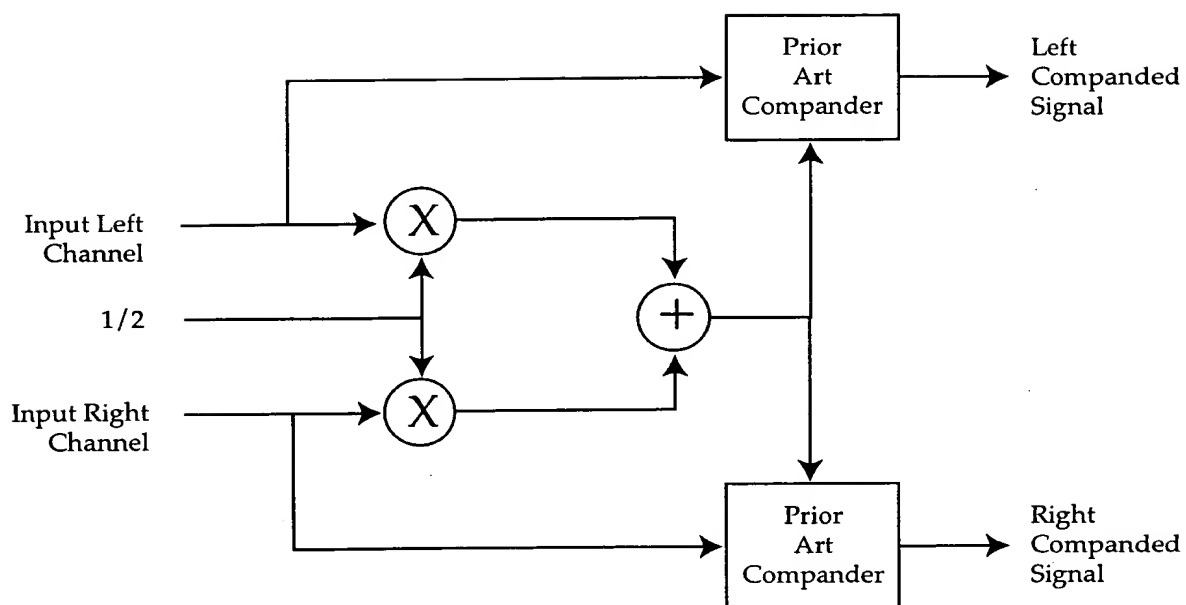 Prior
Art
Compander
Left
Companded
Signal
Input Left
Channel
X
1/2
+
Input Right
Channel
X
Prior
Art
Compander
Right
Companded
Signal